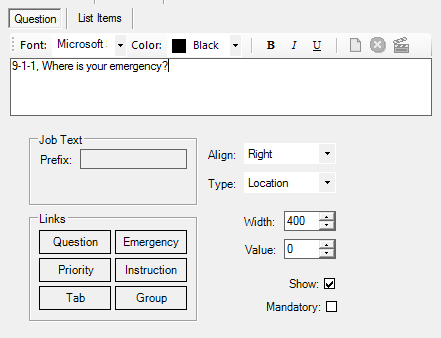 Question List Items
Font: Microsoft Color: Black B I U
9-1-1, Where is your emergency?
Job Text
Prefix:
Align: Right
Type: Location
Links
Question Emergency
Priority Instruction
Tab Group
Width: 400
Value: 0
Show:
Mandatory: